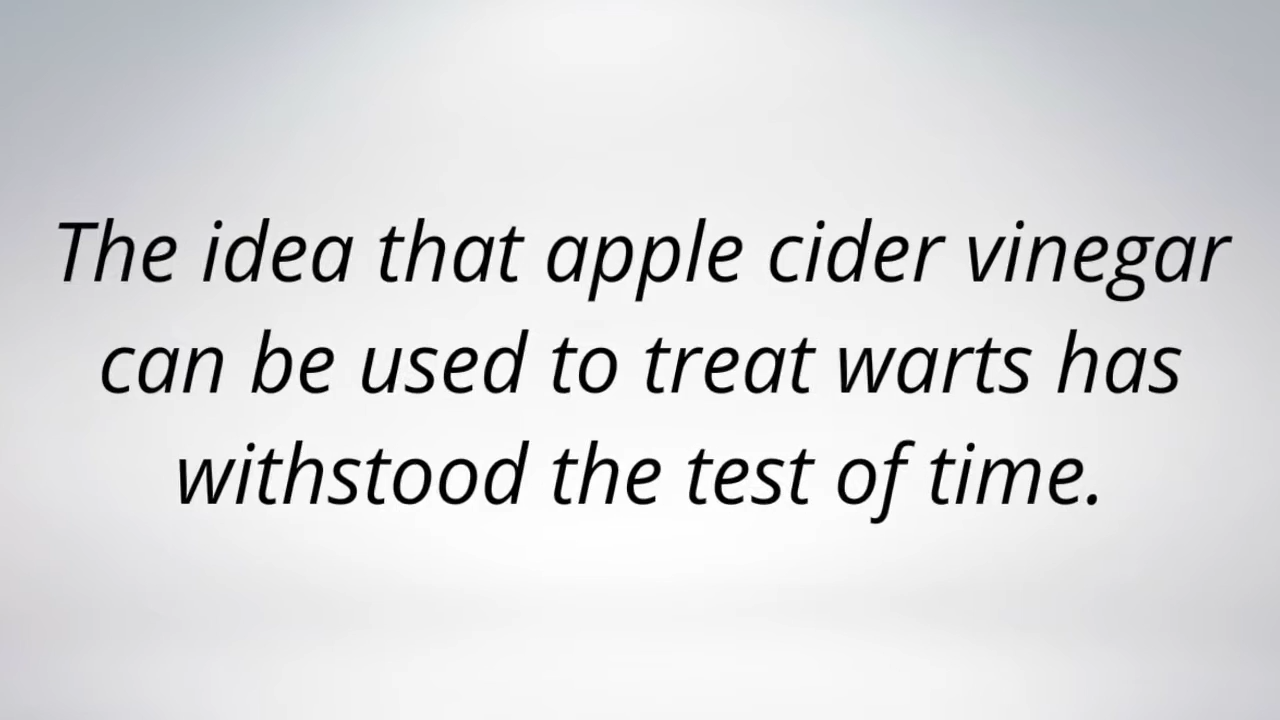 The idea that apple cider vinegar
can be used to treat warts has
withstood the test of time.